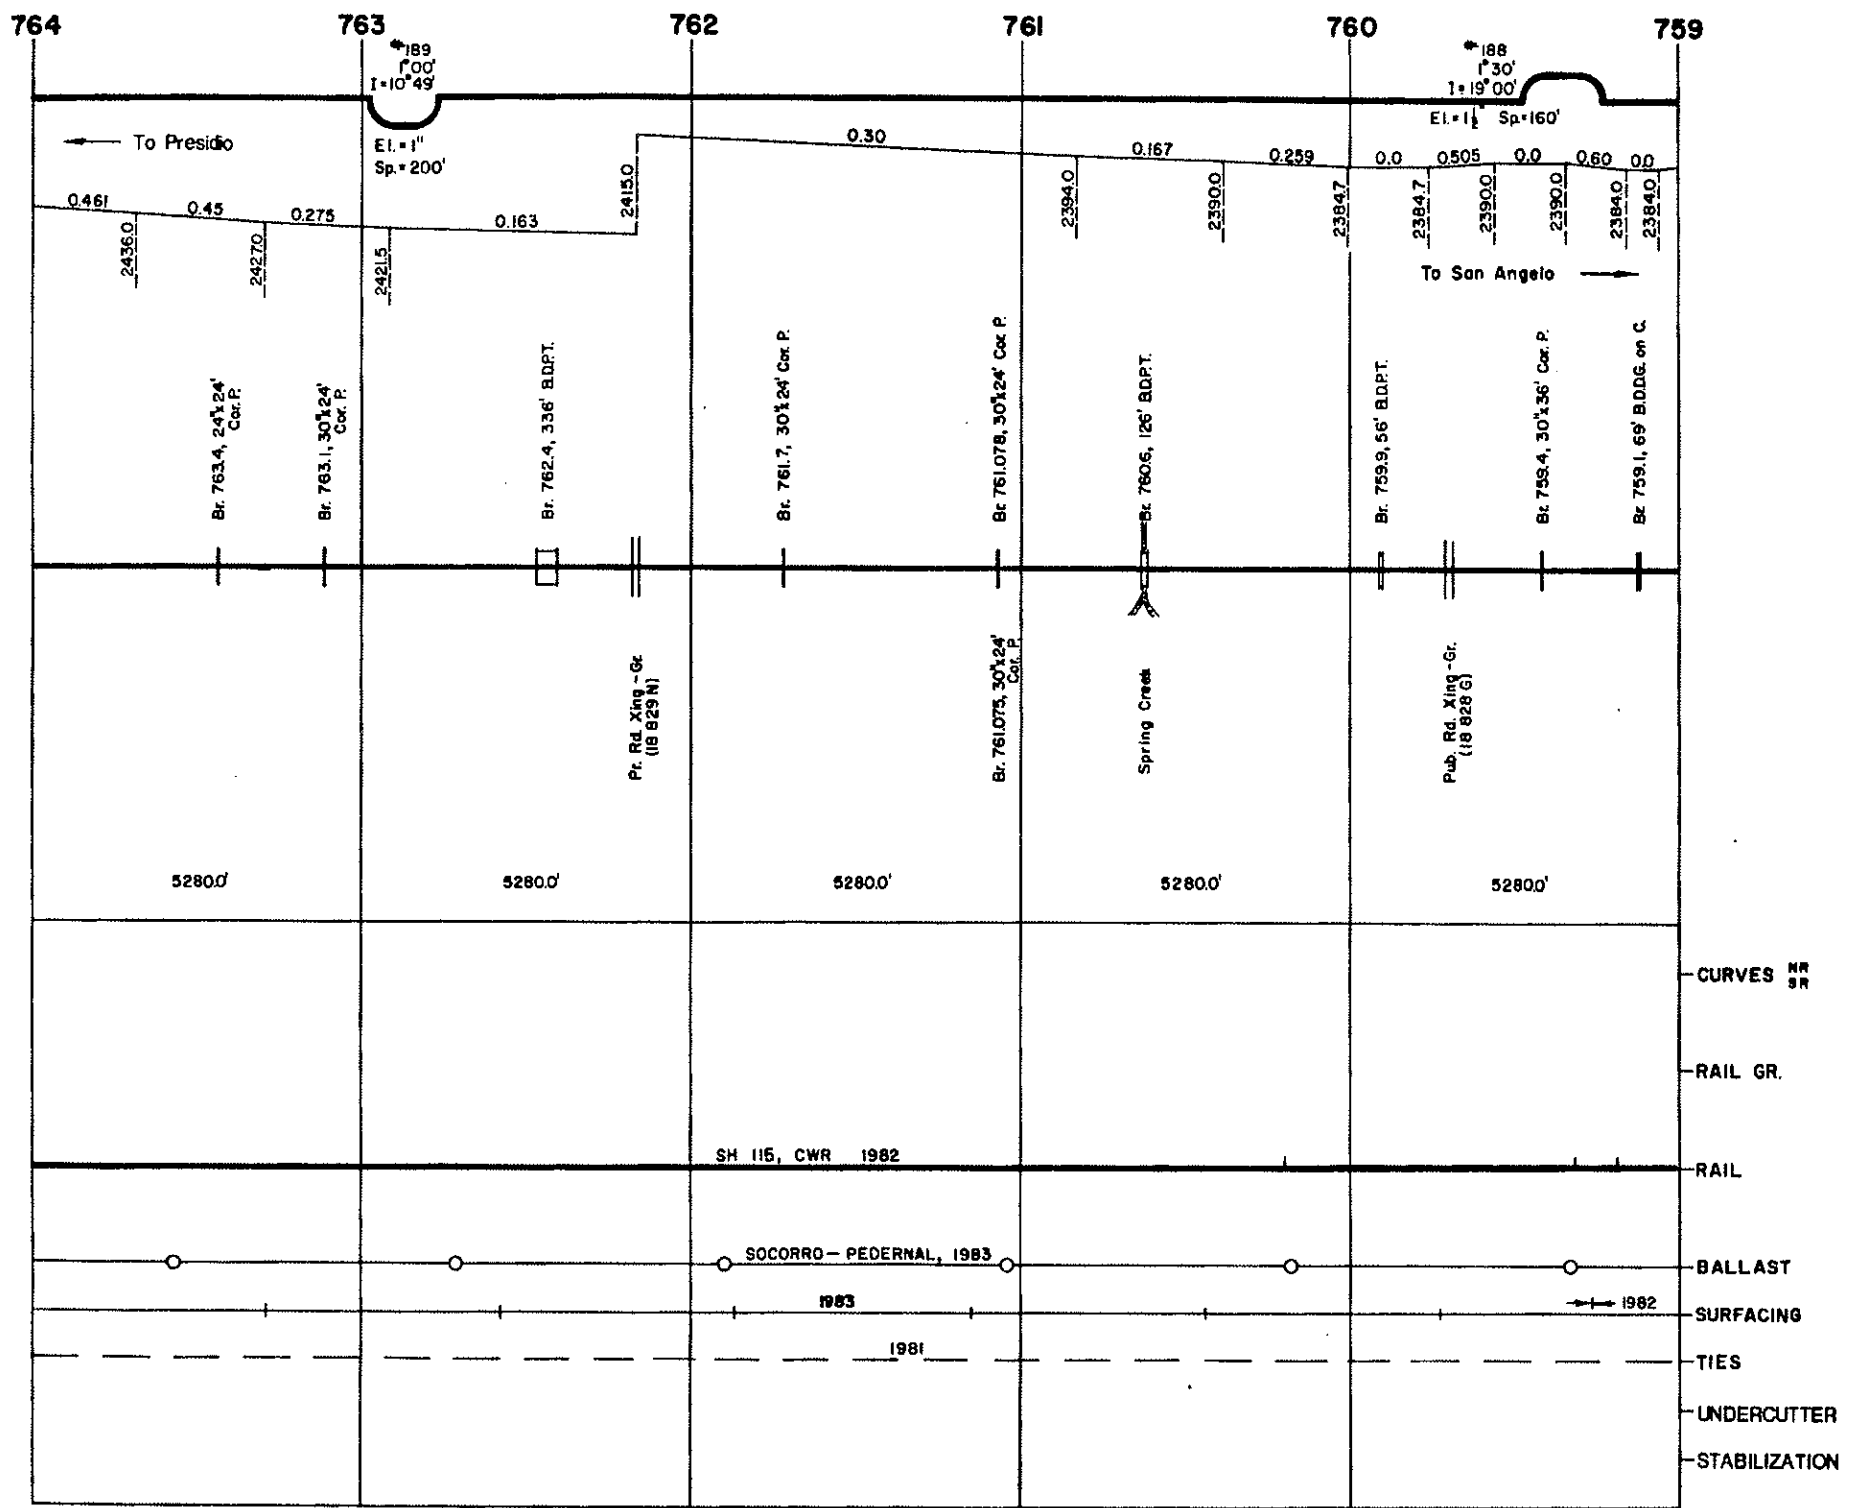 764 763 762 761 760 759
#189
1°00'
I=10°49'
El.=1"
Sp.=200'
#188
1°30'
I=19°00'
El.=1½" Sp.=160'
To Presidio
0.461 0.45 0.275 0.163 0.30 0.167 0.259 0.0 0.505 0.0 0.60 0.0
2436.0
2427.0
2421.5
2415.0
2394.0
2390.0
2384.7
2384.7
2390.0
2390.0
2384.0
2384.0
To San Angelo
Br. 763.4, 24"x24'
Cor. P.
Br. 763.1, 30"x24'
Cor. P.
Br. 762.4, 336' B.D.P.T.
Br. 761.7, 30"x24' Cor. P.
Br. 761.078, 30"x24' Cor. P.
Br. 760.6, 126' B.D.P.T.
Br. 759.9, 56' B.D.P.T.
Br. 759.4, 30"x36' Cor. P.
Br. 759.1, 69' B.D.D.G. on C.
Pr. Rd. Xing-Gr.
(18 829 N)
Br. 761.075, 30"x24'
Cor. P.
Spring Creek
Pub. Rd. Xing-Gr.
(18 828 G)
5280.0' 5280.0' 5280.0' 5280.0' 5280.0'
CURVES NR
SR
RAIL GR.
SH 115, CWR 1982
RAIL
SOCORRO-PEDERNAL, 1983
BALLAST
1983
1982
SURFACING
1981
TIES
UNDERCUTTER
STABILIZATION